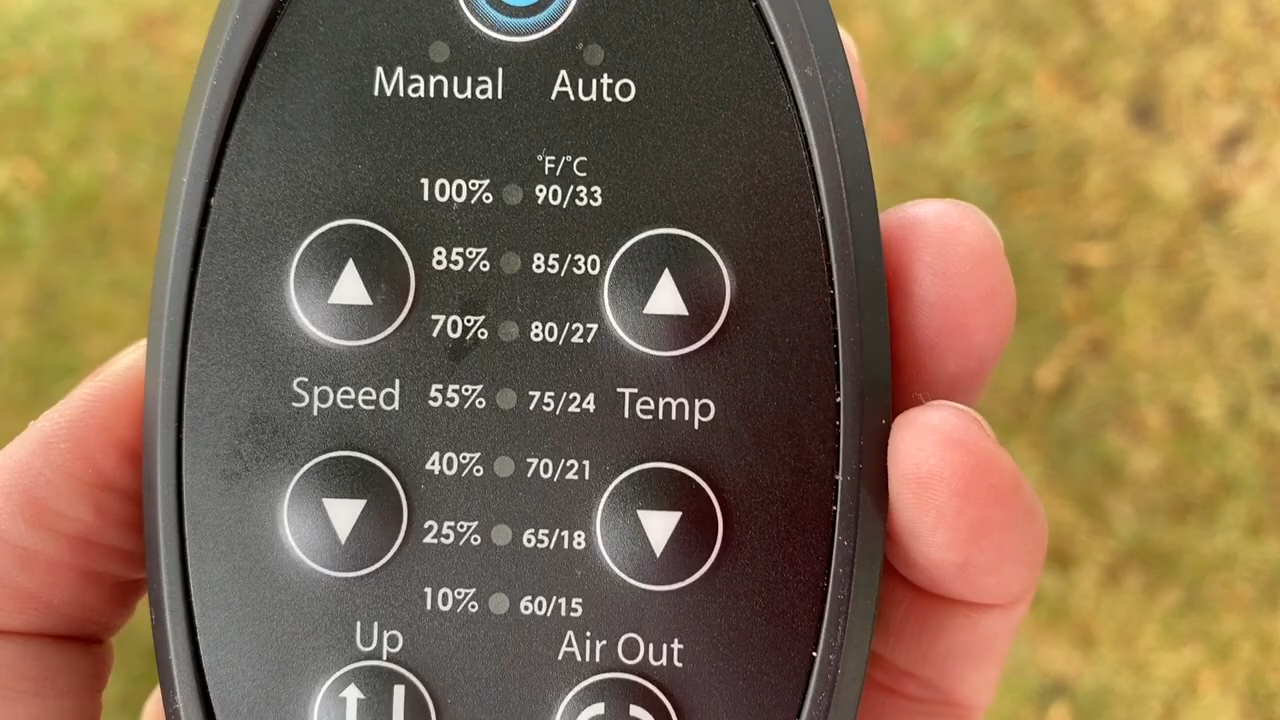 Manual Auto
°F/°C
100% 90/33
85% 85/30
70% 80/27
Speed 55% 75/24 Temp
40% 70/21
25% 65/18
10% 60/15
Up Air Out